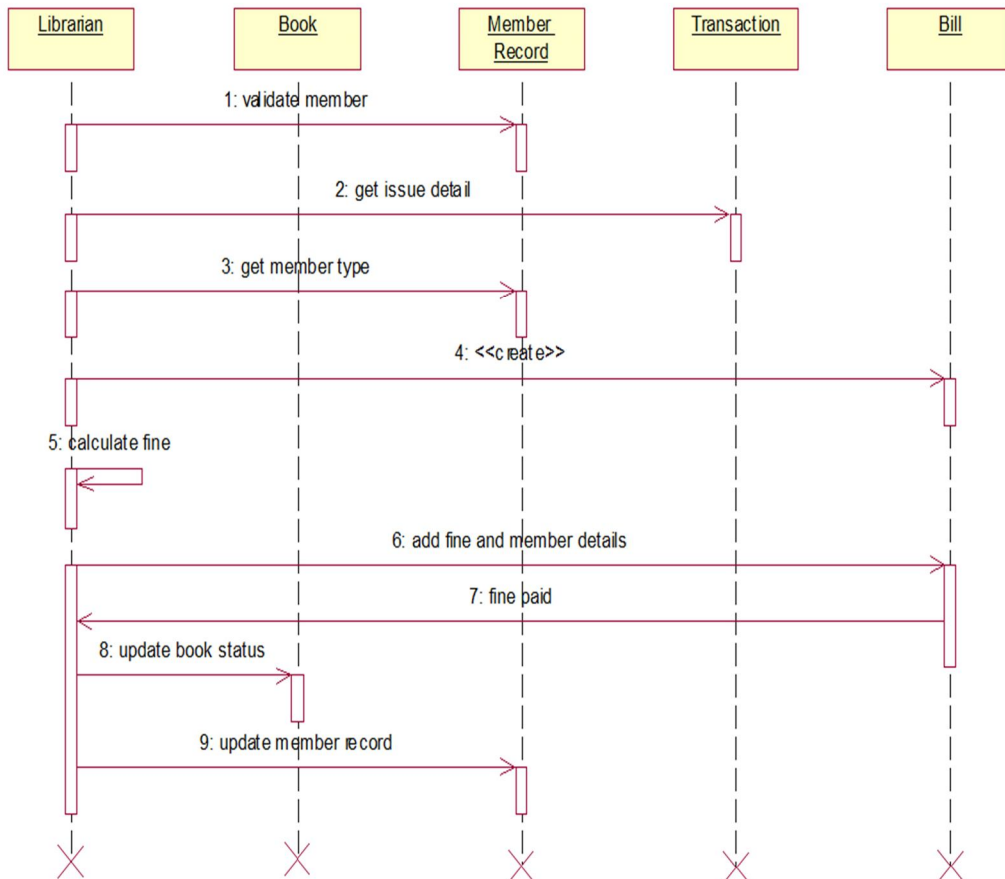 Librarian
Book
Member
Record
Transaction
Bill
1: validate member
2: get issue detail
3: get member type
4: <<create>>
5: calculate fine
6: add fine and member details
7: fine paid
8: update book status
9: update member record